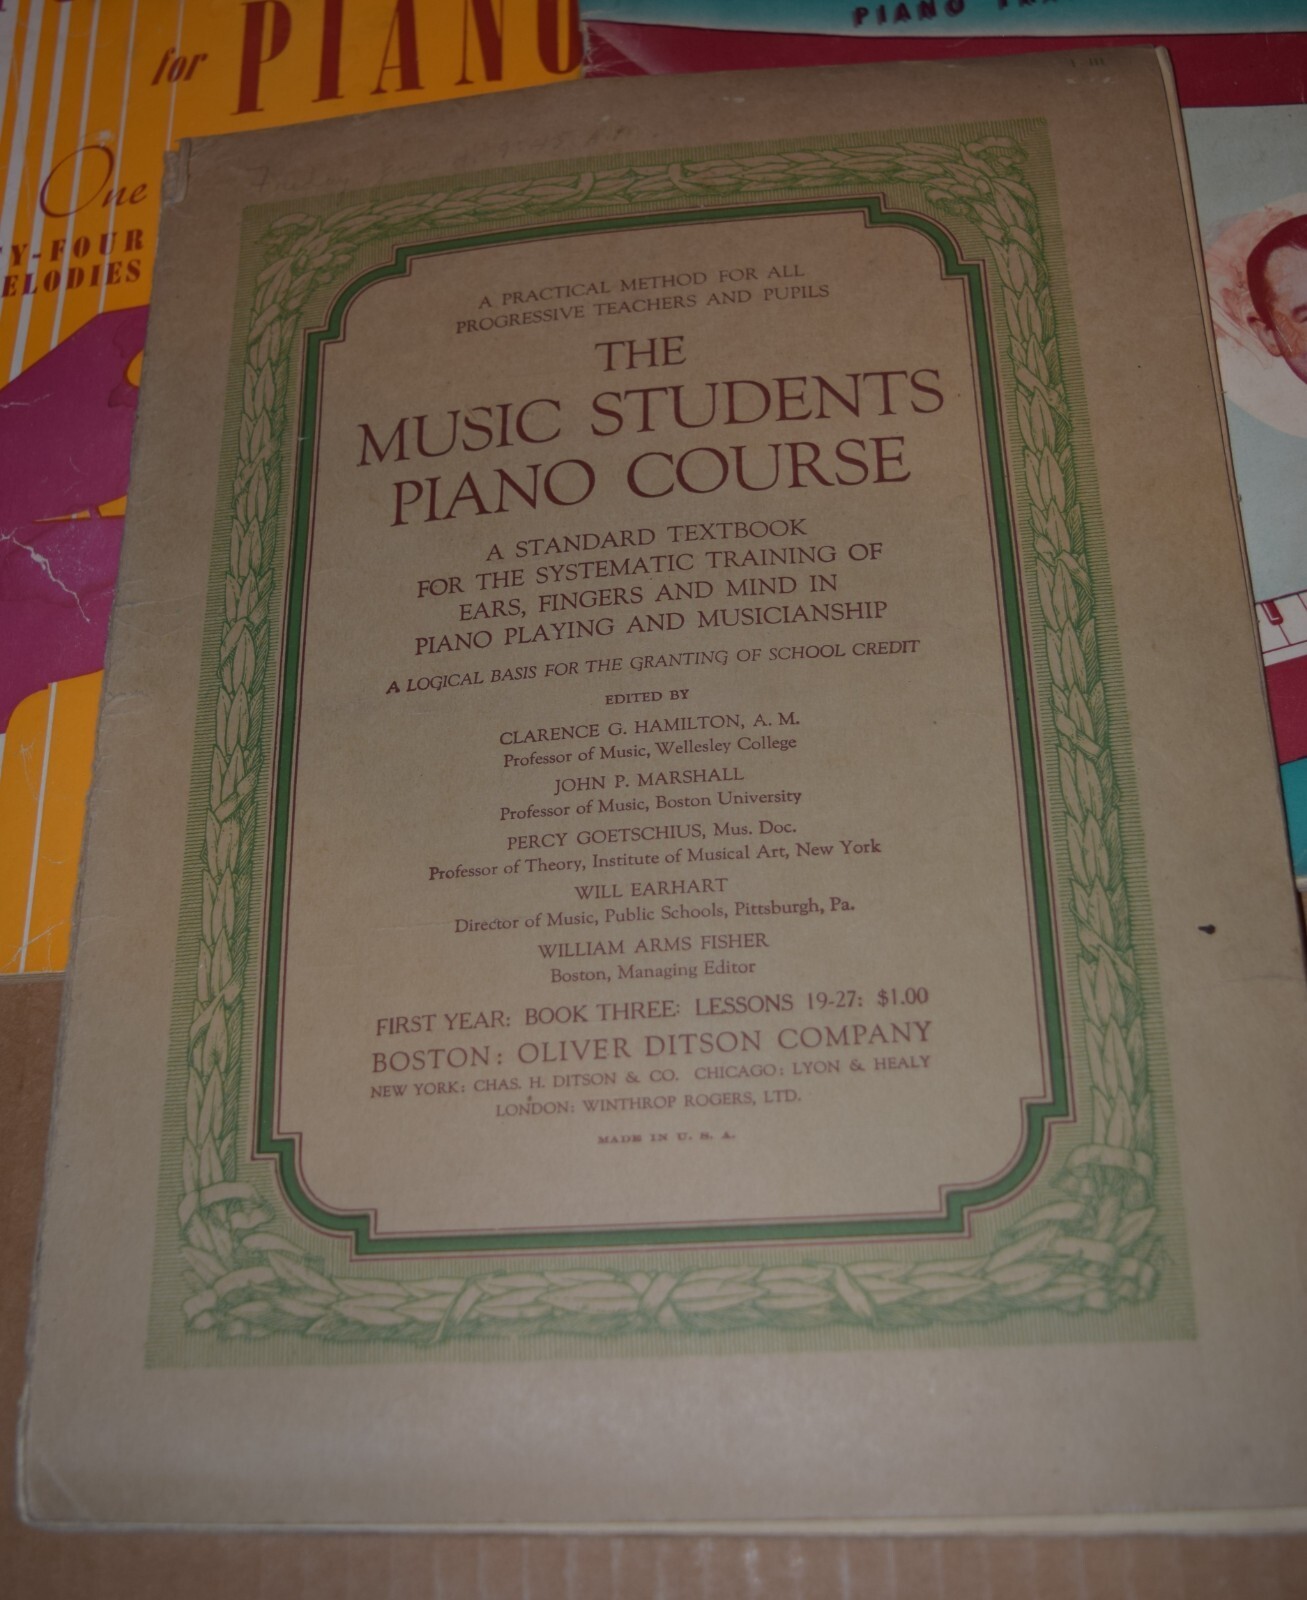 for PIANO
One
Y-FOUR
ELODIES
PIANO
Friday
A PRACTICAL METHOD FOR ALL
PROGRESSIVE TEACHERS AND PUPILS
THE
MUSIC STUDENTS
PIANO COURSE
A STANDARD TEXTBOOK
FOR THE SYSTEMATIC TRAINING OF
EARS, FINGERS AND MIND IN
PIANO PLAYING AND MUSICIANSHIP
A LOGICAL BASIS FOR THE GRANTING OF SCHOOL CREDIT
EDITED BY
CLARENCE G. HAMILTON, A. M.
Professor of Music, Wellesley College
JOHN P. MARSHALL
Professor of Music, Boston University
PERCY GOETSCHIUS, Mus. Doc.
Professor of Theory, Institute of Musical Art, New York
WILL EARHART
Director of Music, Public Schools, Pittsburgh, Pa.
WILLIAM ARMS FISHER
Boston, Managing Editor
FIRST YEAR: BOOK THREE: LESSONS 19-27: $1.00
BOSTON: OLIVER DITSON COMPANY
NEW YORK: CHAS. H. DITSON & CO. CHICAGO: LYON & HEALY
LONDON: WINTHROP ROGERS, LTD.
MADE IN U. S. A.